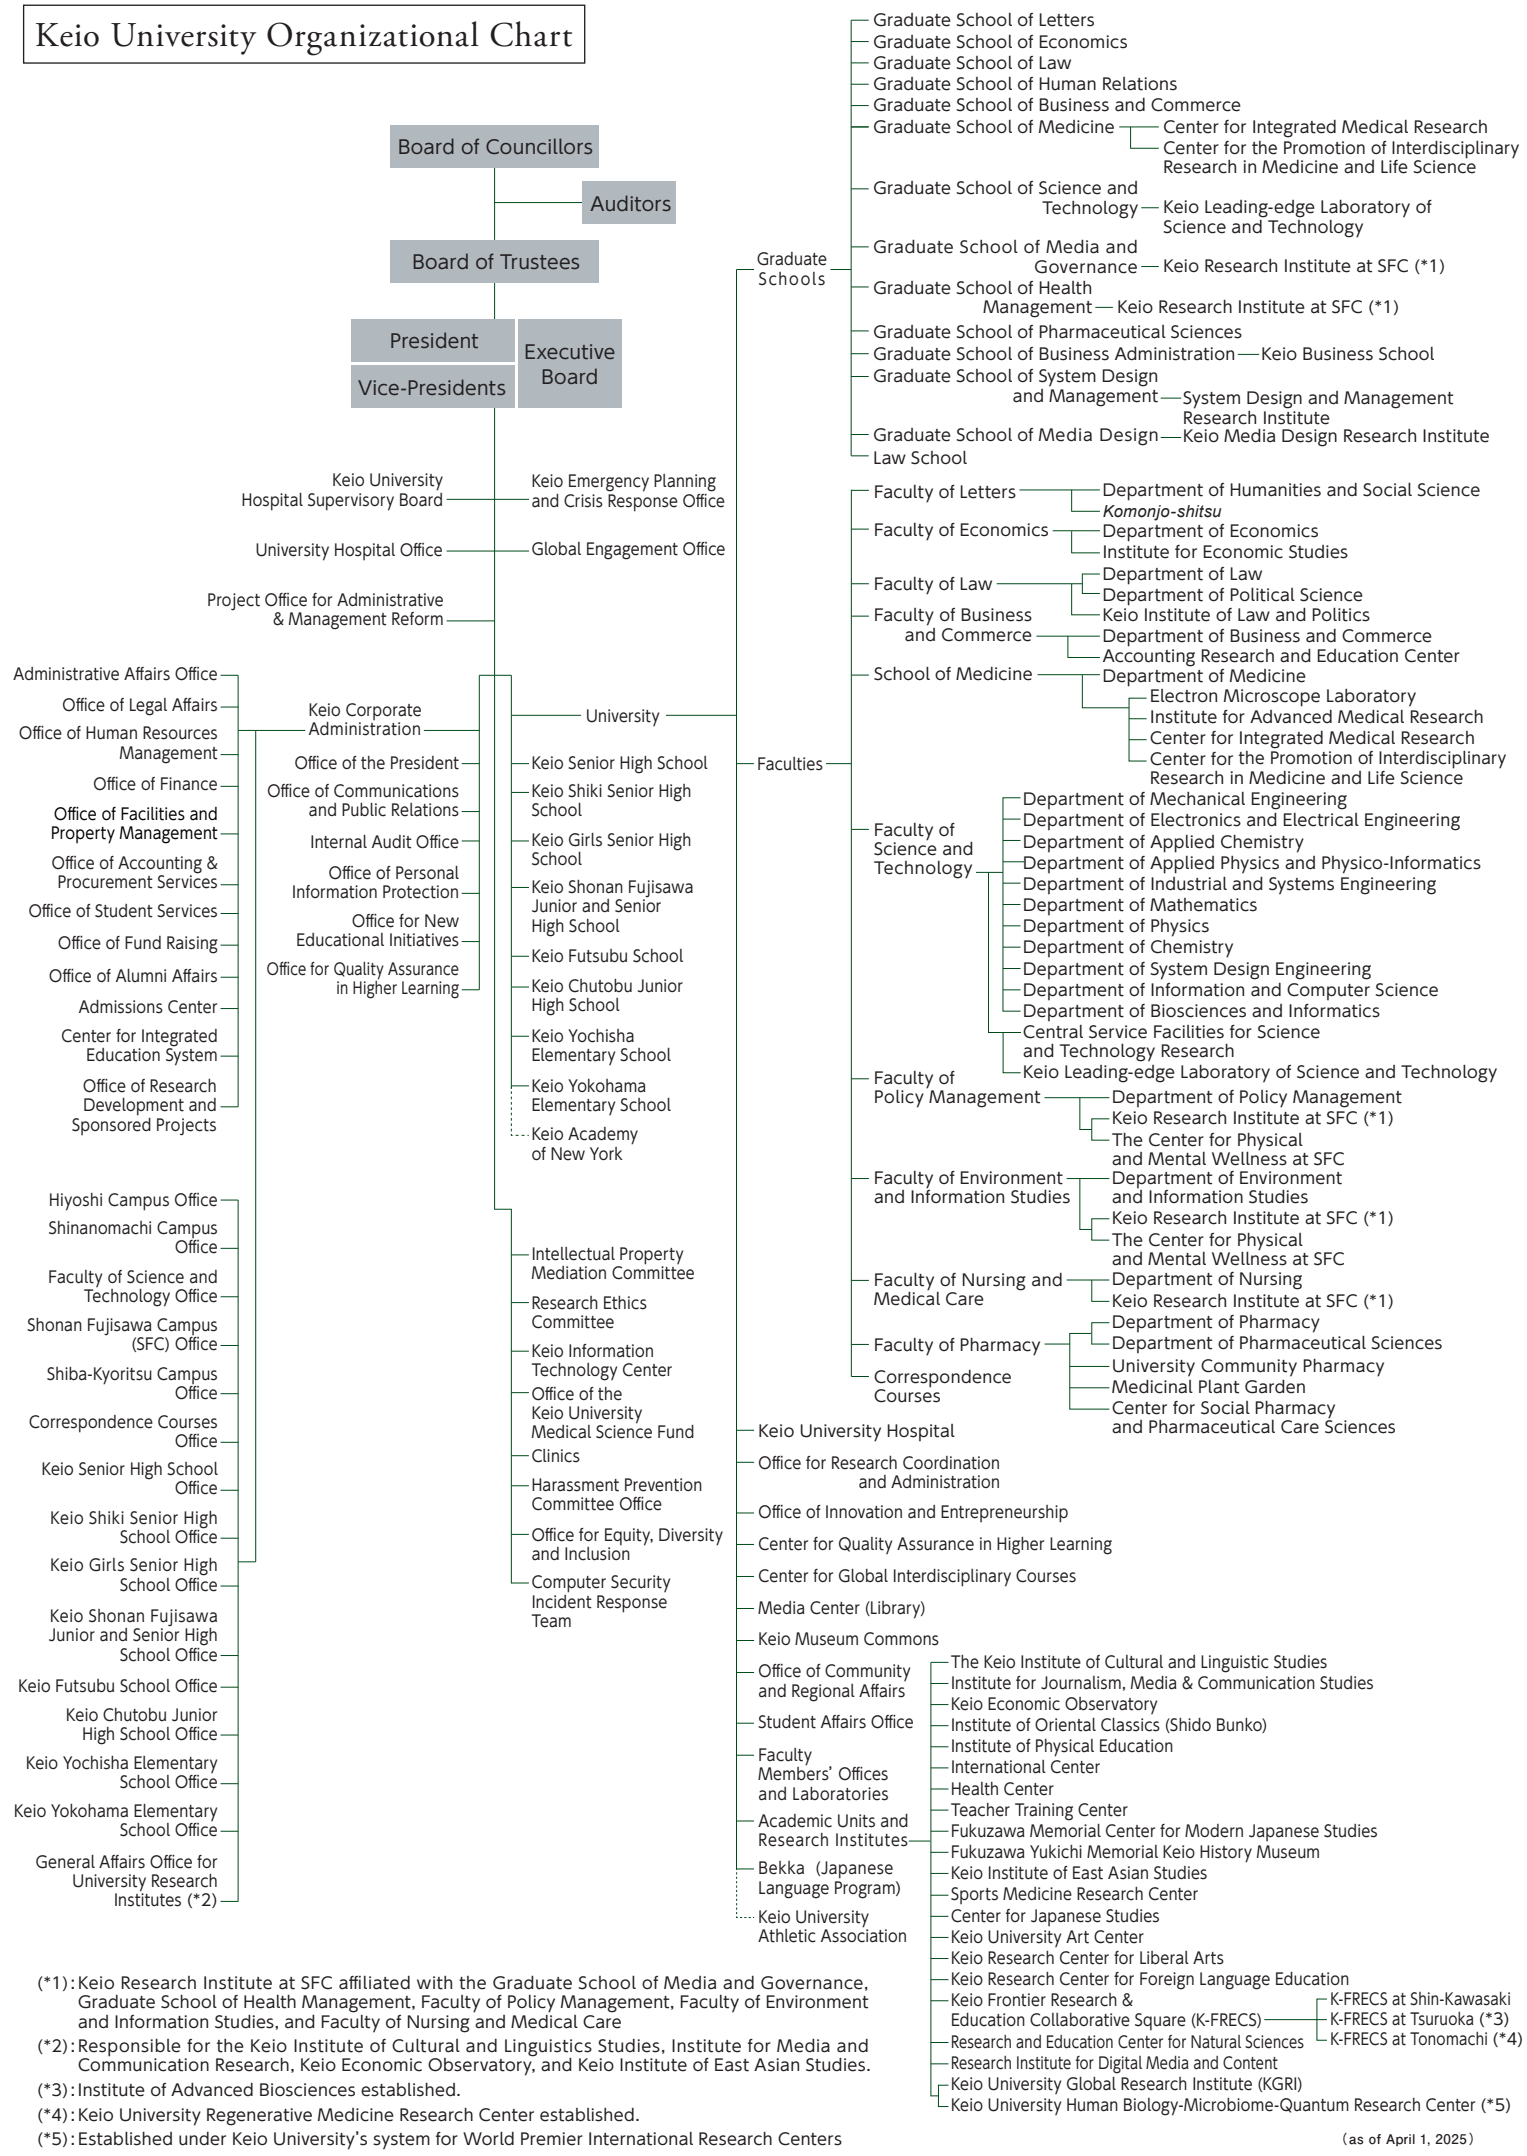 Keio University Organizational Chart
Board of Councillors
Auditors
Board of Trustees
President
Vice-Presidents
Executive
Board
Keio University
Hospital Supervisory Board
Keio Emergency Planning
and Crisis Response Office
University Hospital Office
Global Engagement Office
Project Office for Administrative
& Management Reform
Keio Corporate
Administration
Administrative Affairs Office
Office of Legal Affairs
Office of Human Resources
Management
Office of Finance
Office of Facilities and
Property Management
Office of Accounting &
Procurement Services
Office of Student Services
Office of Fund Raising
Office of Alumni Affairs
Admissions Center
Center for Integrated
Education System
Office of Research
Development and
Sponsored Projects
Hiyoshi Campus Office
Shinanomachi Campus
Office
Faculty of Science and
Technology Office
Shonan Fujisawa Campus
(SFC) Office
Shiba-Kyoritsu Campus
Office
Correspondence Courses
Office
Keio Senior High School
Office
Keio Shiki Senior High
School Office
Keio Girls Senior High
School Office
Keio Shonan Fujisawa
Junior and Senior High
School Office
Keio Futsubu School Office
Keio Chutobu Junior
High School Office
Keio Yochisha Elementary
School Office
Keio Yokohama Elementary
School Office
General Affairs Office for
University Research
Institutes (*2)
Office of the President
Office of Communications
and Public Relations
Internal Audit Office
Office of Personal
Information Protection
Office for New
Educational Initiatives
Office for Quality Assurance
in Higher Learning
University
Keio Senior High School
Keio Shiki Senior High
School
Keio Girls Senior High
School
Keio Shonan Fujisawa
Junior and Senior
High School
Keio Futsubu School
Keio Chutobu Junior
High School
Keio Yochisha
Elementary School
Keio Yokohama
Elementary School
Keio Academy
of New York
Intellectual Property
Mediation Committee
Research Ethics
Committee
Keio Information
Technology Center
Office of the
Keio University
Medical Science Fund
Clinics
Harassment Prevention
Committee Office
Office for Equity, Diversity
and Inclusion
Computer Security
Incident Response
Team
Graduate
Schools
Graduate School of Letters
Graduate School of Economics
Graduate School of Law
Graduate School of Human Relations
Graduate School of Business and Commerce
Graduate School of Medicine
Center for Integrated Medical Research
Center for the Promotion of Interdisciplinary
Research in Medicine and Life Science
Graduate School of Science and
Technology
Keio Leading-edge Laboratory of
Science and Technology
Graduate School of Media and
Governance
Keio Research Institute at SFC (*1)
Graduate School of Health
Management
Keio Research Institute at SFC (*1)
Graduate School of Pharmaceutical Sciences
Graduate School of Business Administration
Keio Business School
Graduate School of System Design
and Management
System Design and Management
Research Institute
Graduate School of Media Design
Keio Media Design Research Institute
Law School
Faculties
Faculty of Letters
Department of Humanities and Social Science
Komonjo-shitsu
Faculty of Economics
Department of Economics
Institute for Economic Studies
Faculty of Law
Department of Law
Department of Political Science
Keio Institute of Law and Politics
Faculty of Business
and Commerce
Department of Business and Commerce
Accounting Research and Education Center
School of Medicine
Department of Medicine
Electron Microscope Laboratory
Institute for Advanced Medical Research
Center for Integrated Medical Research
Center for the Promotion of Interdisciplinary
Research in Medicine and Life Science
Faculty of
Science and
Technology
Department of Mechanical Engineering
Department of Electronics and Electrical Engineering
Department of Applied Chemistry
Department of Applied Physics and Physico-Informatics
Department of Industrial and Systems Engineering
Department of Mathematics
Department of Physics
Department of Chemistry
Department of System Design Engineering
Department of Information and Computer Science
Department of Biosciences and Informatics
Central Service Facilities for Science
and Technology Research
Keio Leading-edge Laboratory of Science and Technology
Faculty of
Policy Management
Department of Policy Management
Keio Research Institute at SFC (*1)
The Center for Physical
and Mental Wellness at SFC
Faculty of Environment
and Information Studies
Department of Environment
and Information Studies
Keio Research Institute at SFC (*1)
The Center for Physical
and Mental Wellness at SFC
Faculty of Nursing and
Medical Care
Department of Nursing
Keio Research Institute at SFC (*1)
Faculty of Pharmacy
Department of Pharmacy
Department of Pharmaceutical Sciences
University Community Pharmacy
Medicinal Plant Garden
Center for Social Pharmacy
and Pharmaceutical Care Sciences
Correspondence
Courses
Keio University Hospital
Office for Research Coordination
and Administration
Office of Innovation and Entrepreneurship
Center for Quality Assurance in Higher Learning
Center for Global Interdisciplinary Courses
Media Center (Library)
Keio Museum Commons
Office of Community
and Regional Affairs
Student Affairs Office
Faculty
Members' Offices
and Laboratories
Academic Units and
Research Institutes
Bekka (Japanese
Language Program)
Keio University
Athletic Association
The Keio Institute of Cultural and Linguistic Studies
Institute for Journalism, Media & Communication Studies
Keio Economic Observatory
Institute of Oriental Classics (Shido Bunko)
Institute of Physical Education
International Center
Health Center
Teacher Training Center
Fukuzawa Memorial Center for Modern Japanese Studies
Fukuzawa Yukichi Memorial Keio History Museum
Keio Institute of East Asian Studies
Sports Medicine Research Center
Center for Japanese Studies
Keio University Art Center
Keio Research Center for Liberal Arts
Keio Research Center for Foreign Language Education
Keio Frontier Research &
Education Collaborative Square (K-FRECS)
K-FRECS at Shin-Kawasaki
K-FRECS at Tsuruoka (*3)
K-FRECS at Tonomachi (*4)
Research and Education Center for Natural Sciences
Research Institute for Digital Media and Content
Keio University Global Research Institute (KGRI)
Keio University Human Biology-Microbiome-Quantum Research Center (*5)
(*1): Keio Research Institute at SFC affiliated with the Graduate School of Media and Governance,
Graduate School of Health Management, Faculty of Policy Management, Faculty of Environment
and Information Studies, and Faculty of Nursing and Medical Care
(*2): Responsible for the Keio Institute of Cultural and Linguistics Studies, Institute for Media and
Communication Research, Keio Economic Observatory, and Keio Institute of East Asian Studies.
(*3): Institute of Advanced Biosciences established.
(*4): Keio University Regenerative Medicine Research Center established.
(*5): Established under Keio University's system for World Premier International Research Centers
(as of April 1, 2025)